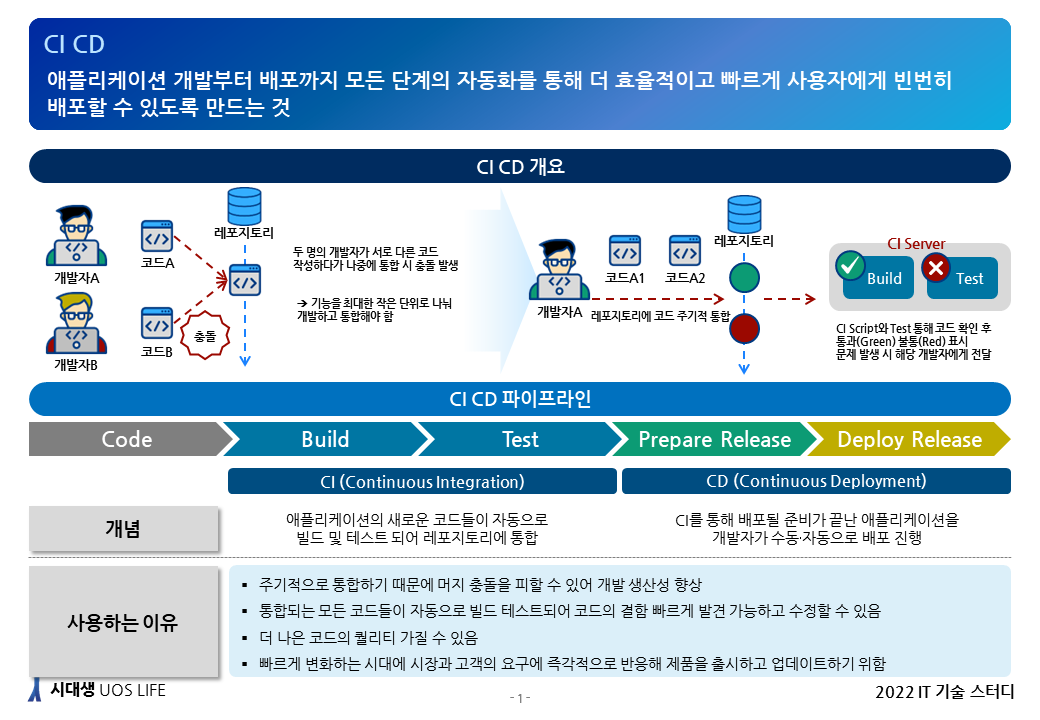 CI CD
애플리케이션 개발부터 배포까지 모든 단계의 자동화를 통해 더 효율적이고 빠르게 사용자에게 빈번히
배포할 수 있도록 만드는 것
CI CD 개요
개발자A
</>
코드A
개발자B
</>
코드B
충돌
레포지토리
</>
두 명의 개발자가 서로 다른 코드
작성하다가 나중에 통합 시 충돌 발생
→ 기능을 최대한 작은 단위로 나눠
개발하고 통합해야 함
개발자A
</>
코드A1
</>
코드A2
레포지토리에 코드 주기적 통합
레포지토리
CI Server
Build
Test
CI Script와 Test 통해 코드 확인 후
통과(Green) 불통(Red) 표시
문제 발생 시 해당 개발자에게 전달
CI CD 파이프라인
Code
Build
Test
Prepare Release
Deploy Release
CI (Continuous Integration)
CD (Continuous Deployment)
개념
애플리케이션의 새로운 코드들이 자동으로
빌드 및 테스트 되어 레포지토리에 통합
CI를 통해 배포될 준비가 끝난 애플리케이션을
개발자가 수동·자동으로 배포 진행
사용하는 이유
▪ 주기적으로 통합하기 때문에 머지 충돌을 피할 수 있어 개발 생산성 향상
▪ 통합되는 모든 코드들이 자동으로 빌드 테스트되어 코드의 결함 빠르게 발견 가능하고 수정할 수 있음
▪ 더 나은 코드의 퀄리티 가질 수 있음
▪ 빠르게 변화하는 시대에 시장과 고객의 요구에 즉각적으로 반응해 제품을 출시하고 업데이트하기 위함
시대생 UOS LIFE
- 1 -
2022 IT 기술 스터디